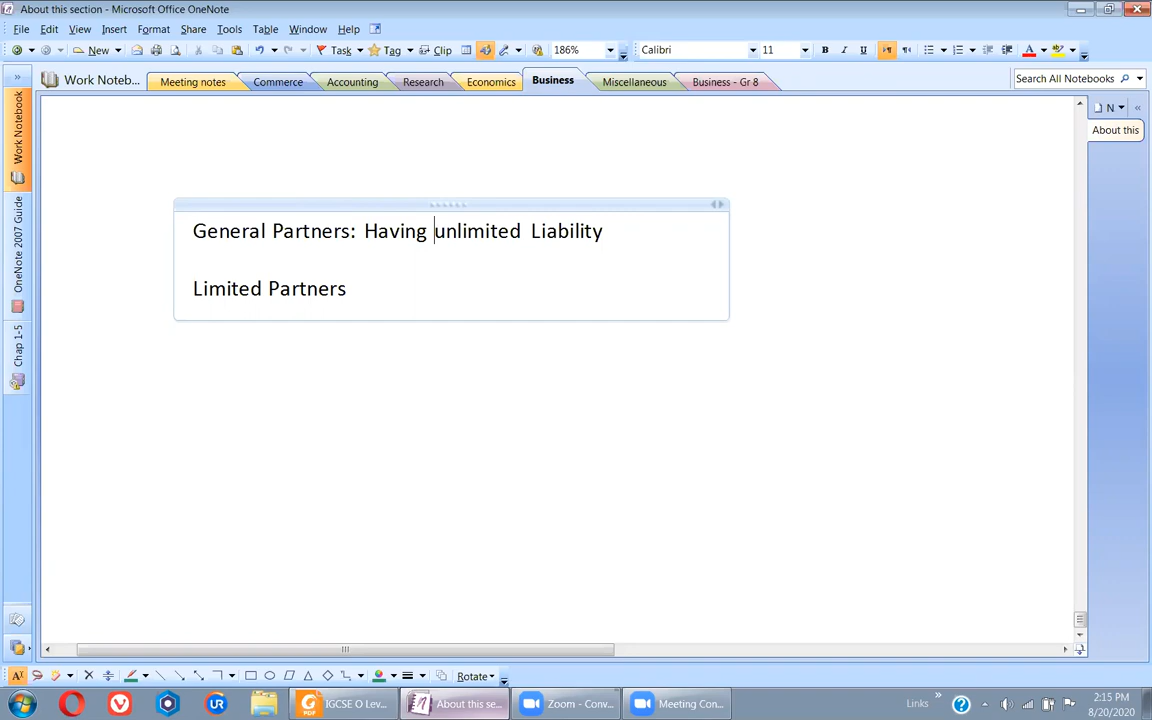 About this section - Microsoft Office OneNote
File Edit View Insert Format Share Tools Table Window Help
New Task Tag Clip 186% Calibri 11 B I U A
Work Noteb... Meeting notes Commerce Accounting Research Economics Business Miscellaneous Business - Gr 8 Search All Notebooks
N
About this
Work Notebook
OneNote 2007 Guide
Chap 1-5
General Partners: Having unlimited Liability
Limited Partners
Rotate
IGCSE O Lev... About this se... Zoom - Conv... Meeting Con... Links 2:15 PM
8/20/2020
UR
PDF